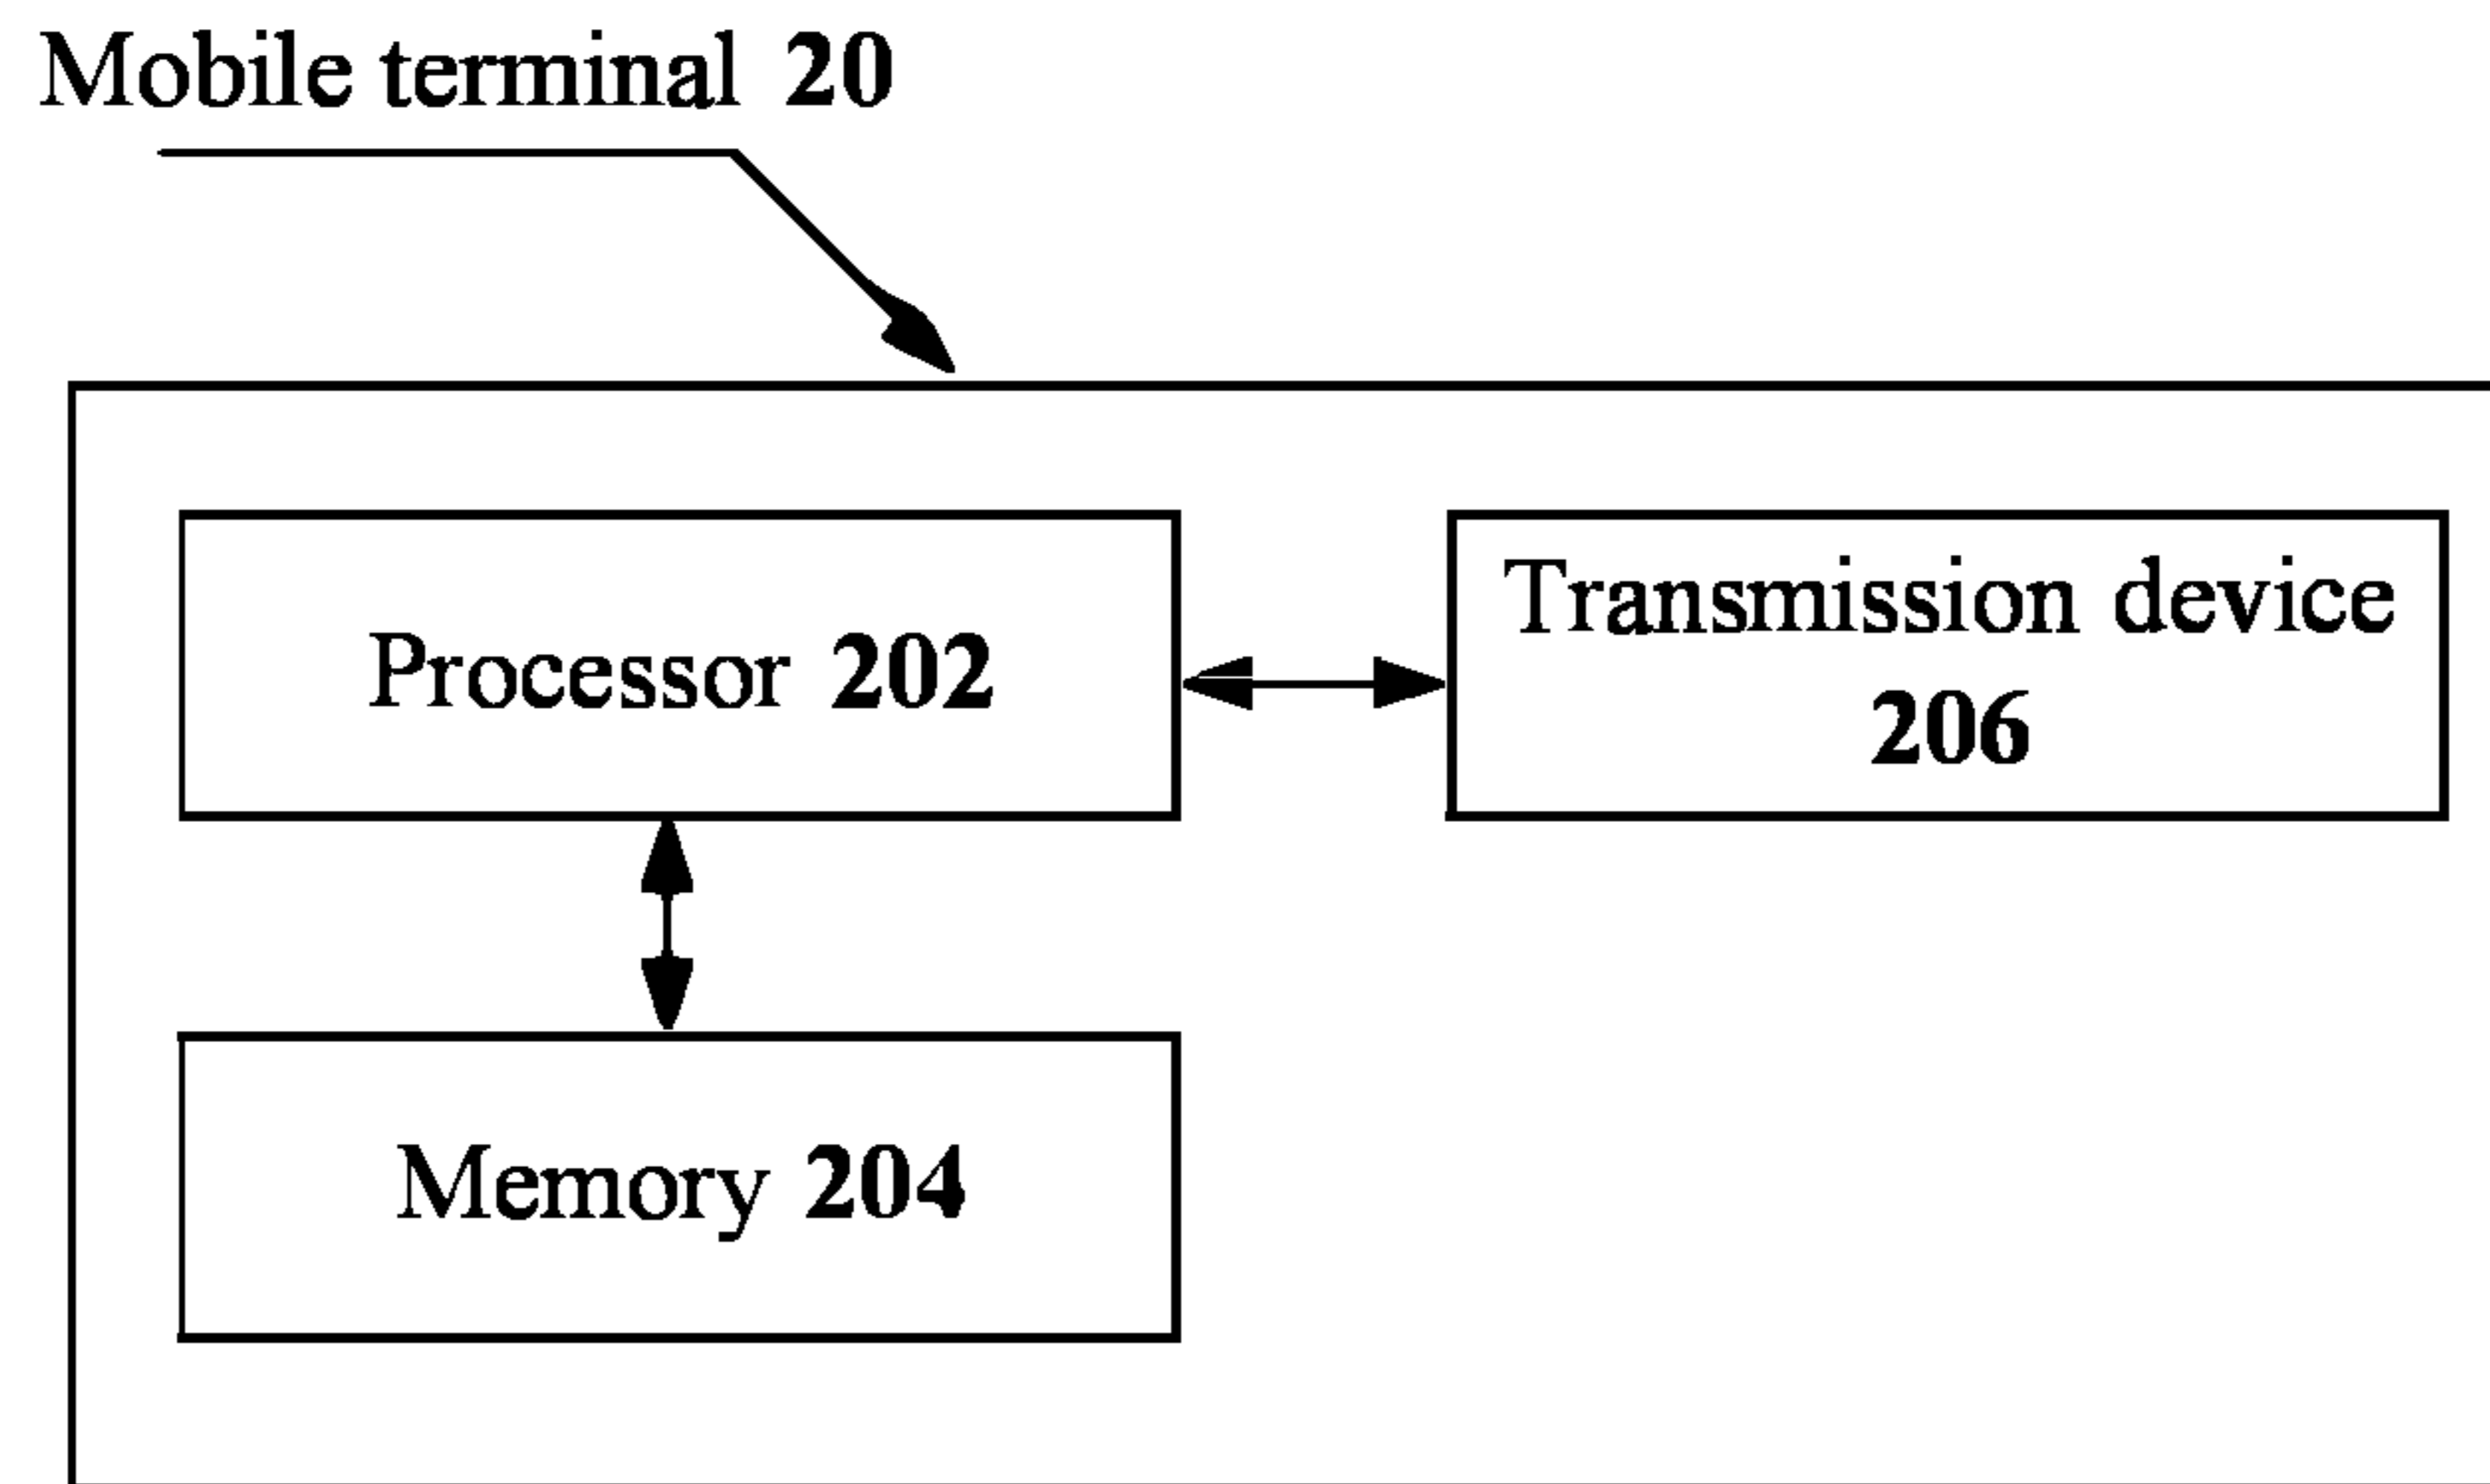 Mobile terminal 20
Processor 202
Transmission device
206
Memory 204